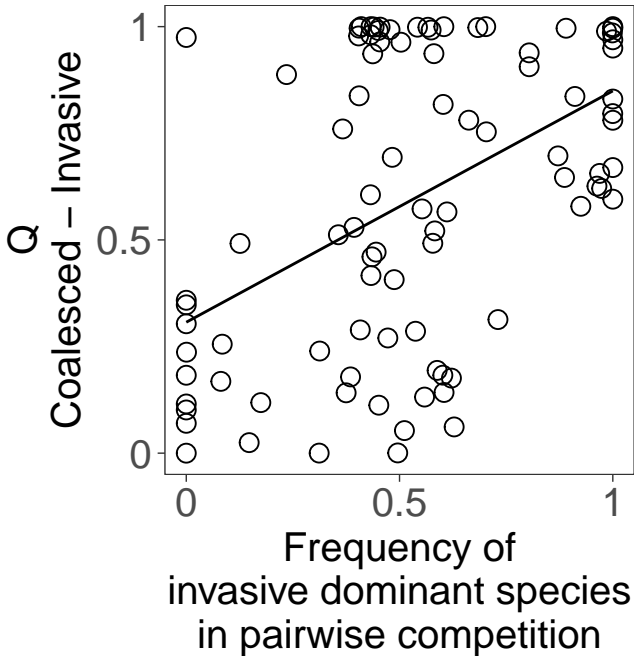 Q
Coalesced – Invasive
1
0.5
0
0
0.5
1
Frequency of
invasive dominant species
in pairwise competition